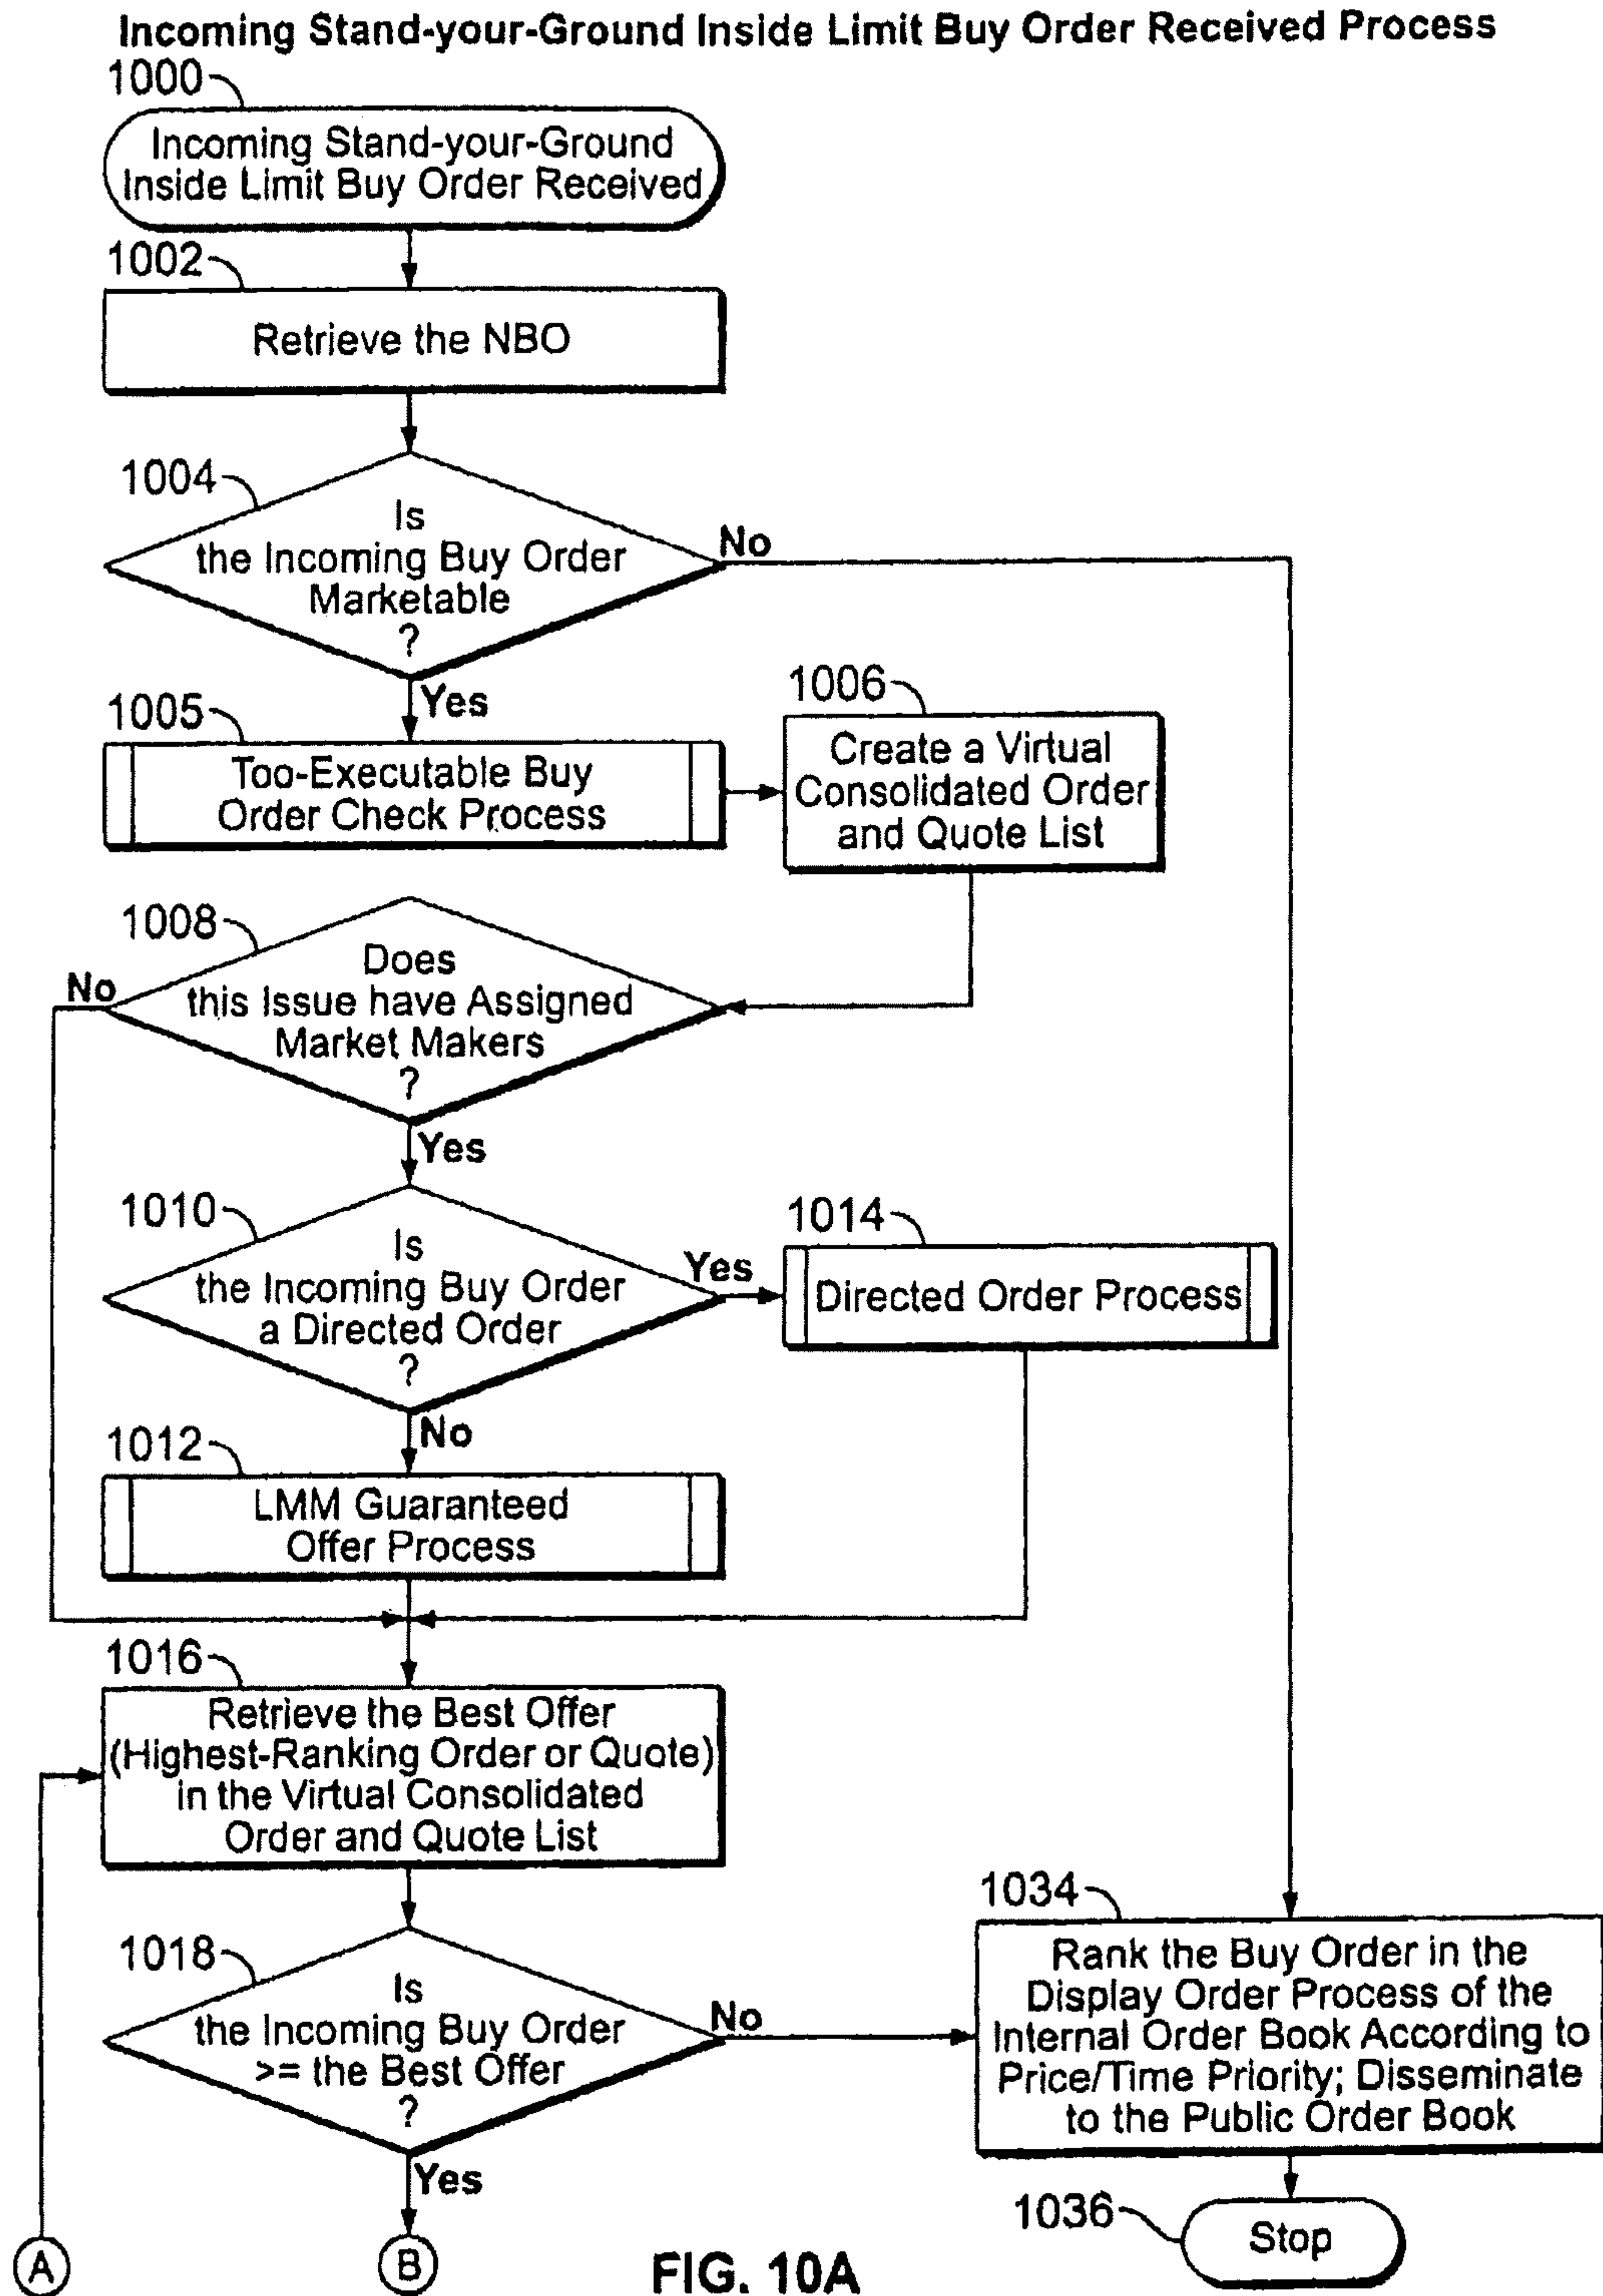 Incoming Stand-your-Ground Inside Limit Buy Order Received Process
1000
Incoming Stand-your-Ground
Inside Limit Buy Order Received
1002
Retrieve the NBO
1004
Is
the Incoming Buy Order
Marketable
?
No
Yes
1005
Too-Executable Buy
Order Check Process
1006
Create a Virtual
Consolidated Order
and Quote List
1008
Does
this Issue have Assigned
Market Makers
?
No
Yes
1010
Is
the Incoming Buy Order
a Directed Order
?
Yes
1014
Directed Order Process
No
1012
LMM Guaranteed
Offer Process
1016
Retrieve the Best Offer
(Highest-Ranking Order or Quote)
in the Virtual Consolidated
Order and Quote List
1018
Is
the Incoming Buy Order
>= the Best Offer
?
No
Yes
1034
Rank the Buy Order in the
Display Order Process of the
Internal Order Book According to
Price/Time Priority; Disseminate
to the Public Order Book
1036
Stop
A
B
FIG. 10A